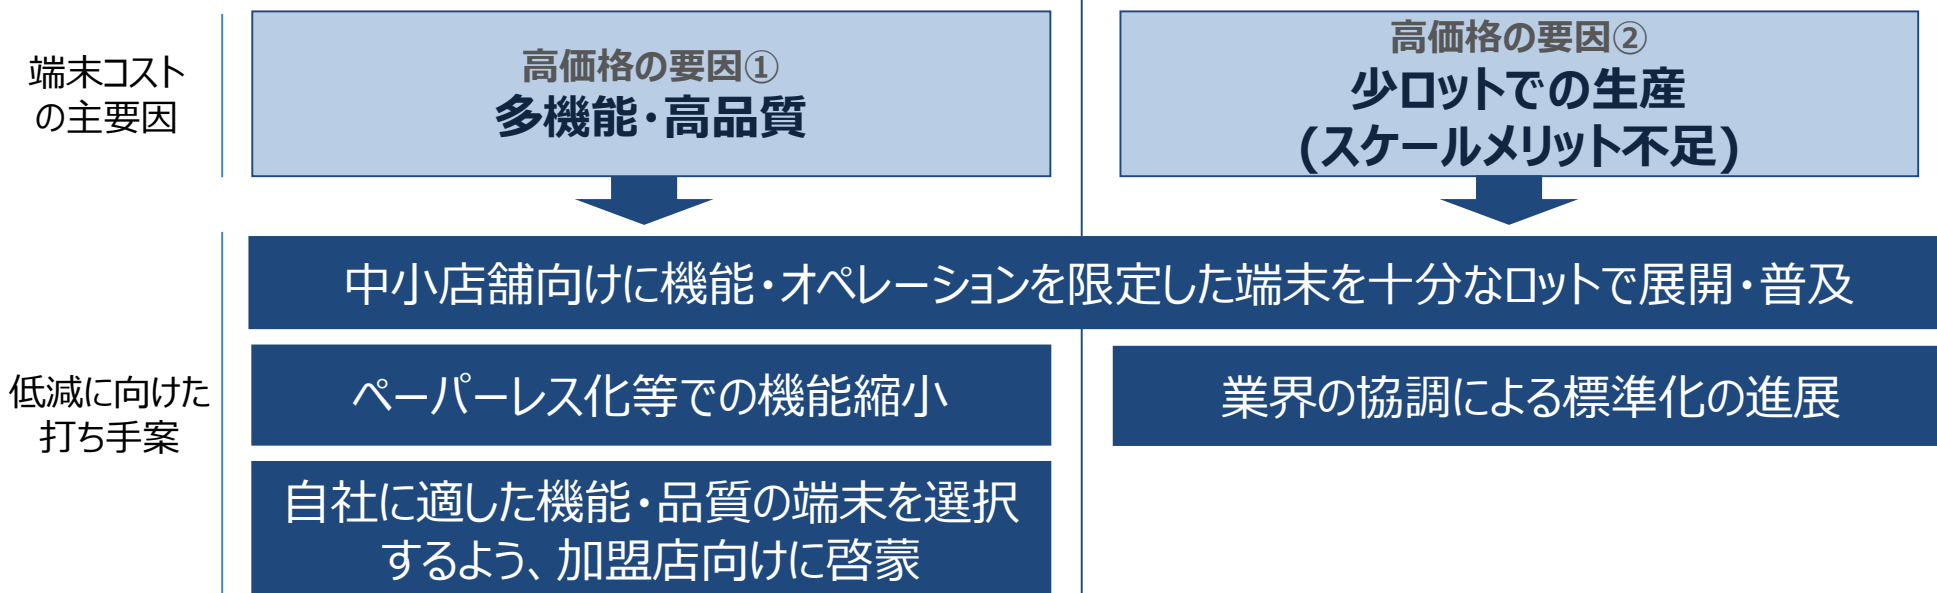 端末コスト
の主要因
高価格の要因①
多機能・高品質
高価格の要因②
少ロットでの生産
(スケールメリット不足)
低減に向けた
打ち手案
中小店舗向けに機能・オペレーションを限定した端末を十分なロットで展開・普及
ペーパーレス化等での機能縮小
業界の協調による標準化の進展
自社に適した機能・品質の端末を選択
するよう、加盟店向けに啓蒙